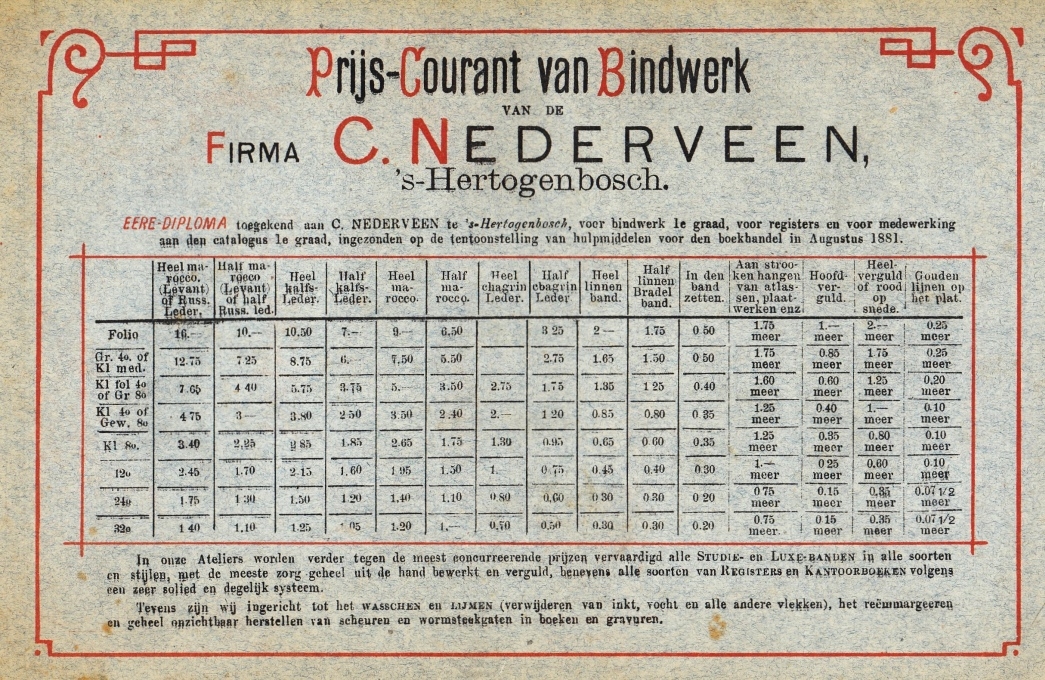 Prijs-Courant van Bindwerk
VAN DE
FIRMA C. NEDERVEEN,
's-Hertogenbosch.
EERE-DIPLOMA toegekend aan C. NEDERVEEN te 's-Hertogenbosch, voor bindwerk 1e graad, voor registers en voor medewerking
aan den catalogus 1e graad, ingezonden op de tentoonstelling van hulpmiddelen voor den boekhandel in Augustus 1881.
Heel marocco. (Levant) of Russ. Leder. Half marocco (Levant) of half Russ. led. Heel kalfs-Leder. Half kalfs-Leder. Heel marocco. Half marocco. Heel chagrin Leder. Half chagrin Leder Heel linnen band. Half linnen Bradel band. In den band zetten. Aan strooken hangen van atlassen, plaatwerken enz. Hoofd-verguld. Heel-verguld of rood op snede. Gouden lijnen op het plat.
Folio 16.— 10.— 10.50 7.— 9.— 6,50 3 25 2 — 1.75 0 50 1.75 meer 1.— meer 2.— meer 0.25 meer
Gr. 4o. of Kl med. 12.75 7 25 8.75 6. 7.50 5.50 2.75 1.65 1.50 0 50 1.75 meer 0.85 meer 1 75 meer 0.25 meer
Kl fol 4o of Gr 8o 7.65 4 40 5.75 3.75 5.— 3.50 2.75 1.75 1.35 1 25 0.40 1.60 meer 0.60 meer 1.25 meer 0,20 meer
Kl 4o of Gew. 8o 4 75 3— 3.80 2 50 3.50 2.40 2.— 1 20 0.85 0,80 0 35 1.25 meer 0.40 meer 1.— meer 0.10 meer
Kl 8o. 3.40 2,25 2 85 1.85 2.65 1.75 1.30 0.95 0.65 0 60 0.35 1.25 meer 0.35 meer 0.80 meer 0.10 meer
12o 2.45 1.70 2.15 1.60 1 95 1.50 1. 0 75 0.45 0.40 0.30 1.— meer 0 25 meer 0.60 meer 0.10 meer
24o 1.75 1 30 1.50 1.20 1.40 1.10 0 80 0.60 0 30 0.30 0 20 0 75 meer 0.15 meer 0.35 meer 0.07 1/2 meer
32o 1 40 1.10 1.25 05 1.20 1.— 0,70 0,50 0.30 0.30 0.20 0.75 meer 0 15 meer 0.35 meer 0.07 1/2 meer
In onze Ateliers worden verder tegen de meest concurreerende prijzen vervaardigd alle STUDIE- en LUXE-BANDEN in alle soorten
en stijlen, met de meeste zorg geheel uit de hand bewerkt en verguld, benevens alle soorten van REGISTERS en KANTOORBOEKEN volgens
een zeer solied en degelijk systeem.
Tevens zijn wij ingericht tot het WASSCHEN en LIJMEN (verwijderen van inkt, vocht en alle andere vlekken), het reëmmargeeren
en geheel onzichtbaar herstellen van scheuren en wormsteekgaten in boeken en gravuren.